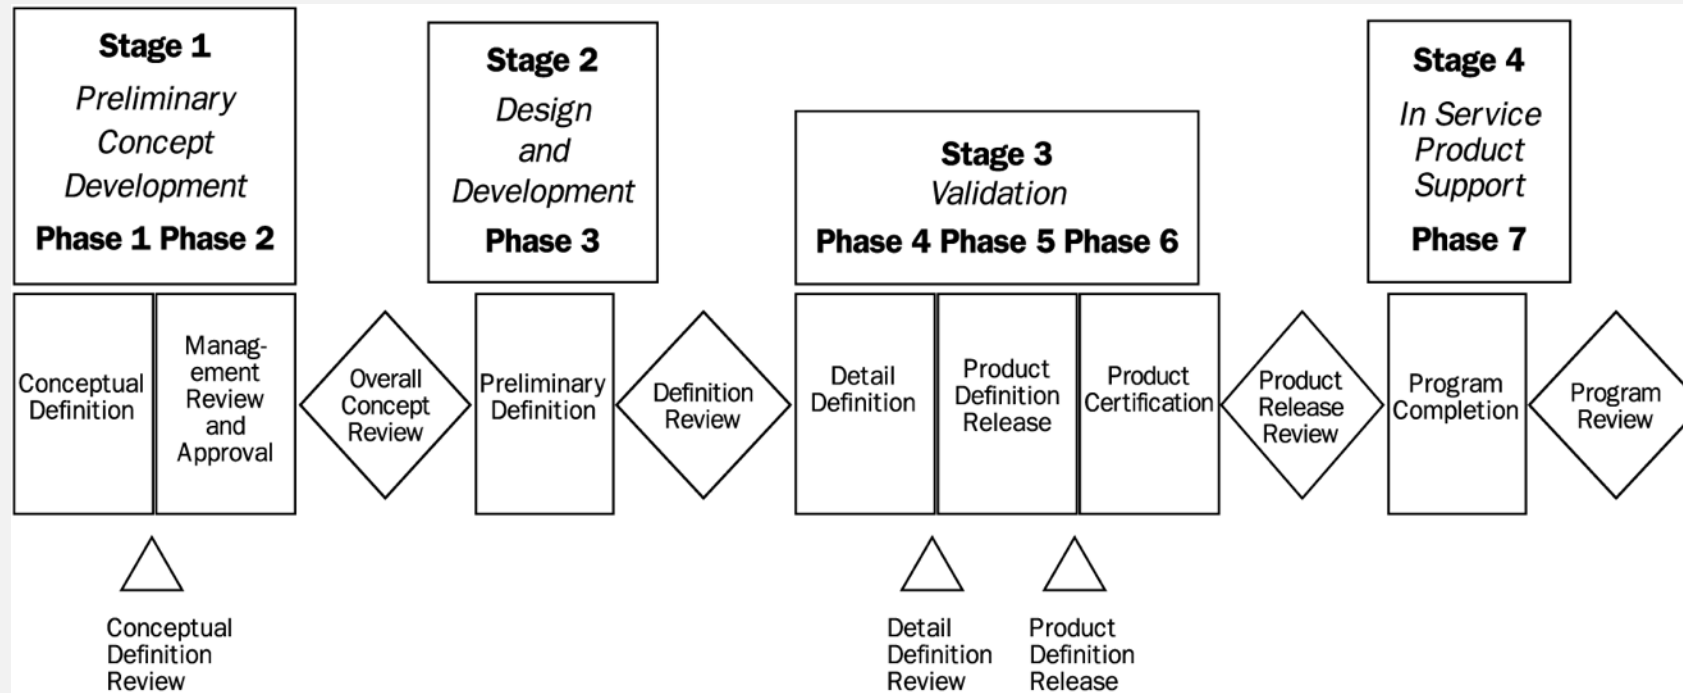 Stage 1
Preliminary
Concept
Development
Phase 1 Phase 2
Stage 2
Design
and
Development
Phase 3
Stage 3
Validation
Phase 4 Phase 5 Phase 6
Stage 4
In Service
Product
Support
Phase 7
Conceptual
Definition
Manag-
ement
Review
and
Approval
Overall
Concept
Review
Preliminary
Definition
Definition
Review
Detail
Definition
Product
Definition
Release
Product
Certification
Product
Release
Review
Program
Completion
Program
Review
Conceptual
Definition
Review
Detail
Definition
Review
Product
Definition
Release